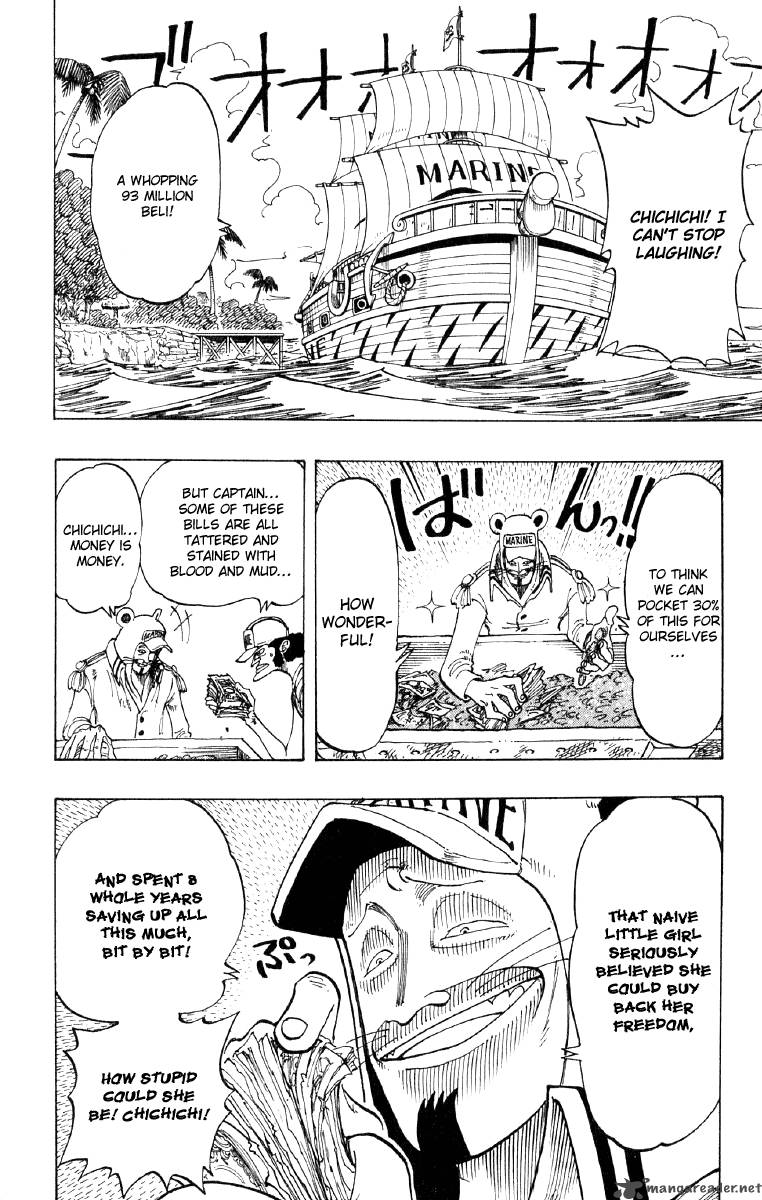 ブオオオオオオオ
CHICHICHI! I
CAN'T STOP
LAUGHING!
A WHOPPING
93 MILLION
BELI!
MARINE
ばんっ!!
MARINE
TO THINK
WE CAN
POCKET 30%
OF THIS FOR
OURSELVES
...
HOW
WONDER-
FUL!
BUT CAPTAIN...
SOME OF THESE
BILLS ARE ALL
TATTERED AND
STAINED WITH
BLOOD AND MUD...
CHICHICHI...
MONEY IS
MONEY.
THAT NAIVE
LITTLE GIRL
SERIOUSLY
BELIEVED SHE
COULD BUY
BACK HER
FREEDOM,
AND SPENT 8
WHOLE YEARS
SAVING UP ALL
THIS MUCH,
BIT BY BIT!
ぷっ
HOW STUPID
COULD SHE
BE! CHICHICHI!
mangareader.net